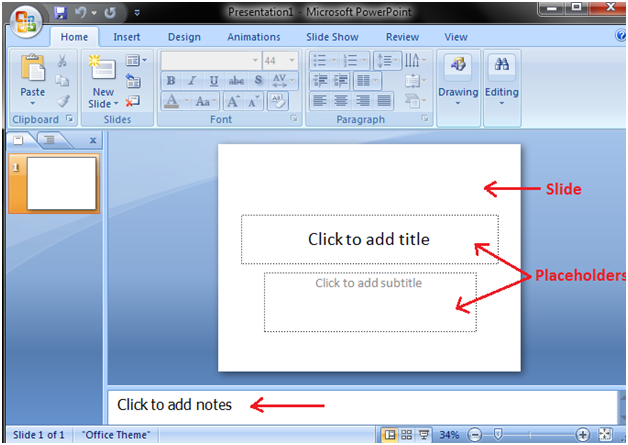 Presentation1 - Microsoft PowerPoint
Home Insert Design Animations Slide Show Review View
44
Paste New Slide Drawing Editing
B I U abc S AV
A Aa A A
Clipboard Slides Font Paragraph
1
Slide
Click to add title
Placeholders
Click to add subtitle
Click to add notes
Slide 1 of 1 "Office Theme" 34%